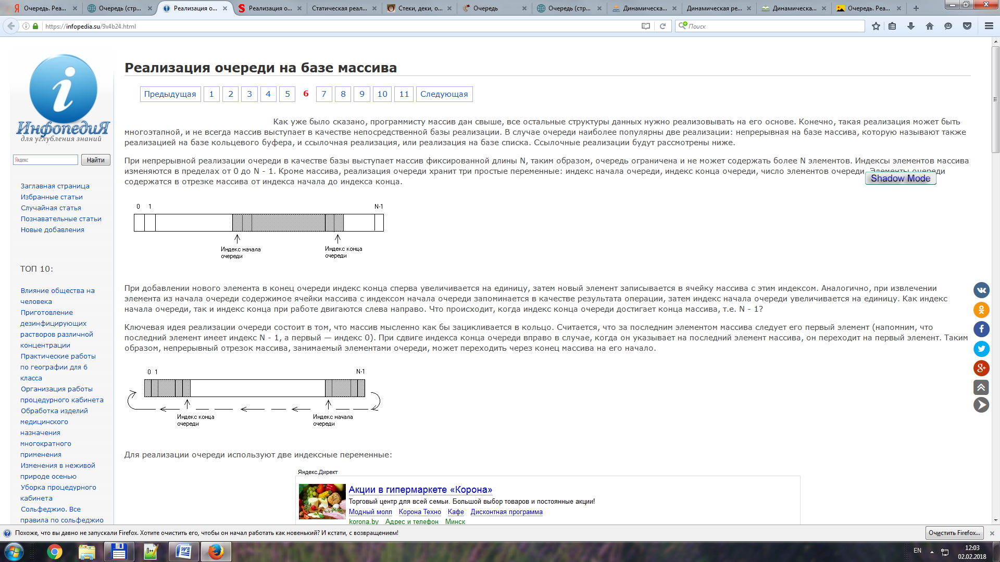 Очередь. Реа...
Очередь (стр...
Реализация о...
Реализация о...
Статическая реал...
Стеки, деки, о...
Очередь
Очередь (стр...
Динамическа...
Динамическая ре...
Динамическа...
Очередь. Реа...
https://infopedia.su/9x4b24.html
Поиск
ИнфопедиЯ
для углубления знаний
Яндекс
Найти
Заглавная страница
Избранные статьи
Случайная статья
Познавательные статьи
Новые добавления
ТОП 10:
Влияние общества на
человека
Приготовление
дезинфицирующих
растворов различной
концентрации
Практические работы
по географии для 6
класса
Организация работы
процедурного кабинета
Обработка изделий
медицинского
назначения
многократного
применения
Изменения в неживой
природе осенью
Уборка процедурного
кабинета
Сольфеджио. Все
правила по сольфеджио
Реализация очереди на базе массива
Предыдущая 1 2 3 4 5 6 7 8 9 10 11 Следующая
Как уже было сказано, программисту массив дан свыше, все остальные структуры данных нужно реализовывать на его основе. Конечно, такая реализация может быть
многоэтапной, и не всегда массив выступает в качестве непосредственной базы реализации. В случае очереди наиболее популярны две реализации: непрерывная на базе массива, которую называют также
реализацией на базе кольцевого буфера, и ссылочная реализация, или реализация на базе списка. Ссылочные реализации будут рассмотрены ниже.
При непрерывной реализации очереди в качестве базы выступает массив фиксированной длины N, таким образом, очередь ограничена и не может содержать более N элементов. Индексы элементов массива
изменяются в пределах от 0 до N - 1. Кроме массива, реализация очереди хранит три простые переменные: индекс начала очереди, индекс конца очереди, число элементов очереди. Элементы очереди
содержатся в отрезке массива от индекса начала до индекса конца.
Shadow Mode
0 1 N-1
Индекс начала
очереди
Индекс конца
очереди
При добавлении нового элемента в конец очереди индекс конца сперва увеличивается на единицу, затем новый элемент записывается в ячейку массива с этим индексом. Аналогично, при извлечении
элемента из начала очереди содержимое ячейки массива с индексом начала очереди запоминается в качестве результата операции, затем индекс начала очереди увеличивается на единицу. Как индекс
начала очереди, так и индекс конца при работе двигаются слева направо. Что происходит, когда индекс конца очереди достигает конца массива, т.е. N - 1?
Ключевая идея реализации очереди состоит в том, что массив мысленно как бы зацикливается в кольцо. Считается, что за последним элементом массива следует его первый элемент (напомним, что
последний элемент имеет индекс N - 1, а первый — индекс 0). При сдвиге индекса конца очереди вправо в случае, когда он указывает на последний элемент массива, он переходит на первый элемент. Таким
образом, непрерывный отрезок массива, занимаемый элементами очереди, может переходить через конец массива на его начало.
0 1 N-1
Индекс конца
очереди
Индекс начала
очереди
Для реализации очереди используют две индексные переменные:
Яндекс.Директ
Акции в гипермаркете «Корона»
Торговый центр для всей семьи. Большой выбор товаров и постоянные акции!
Модный молл Корона Техно Кафе Дисконтная программа
korona.by Адрес и телефон Минск
Похоже, что вы давно не запускали Firefox. Хотите очистить его, чтобы он начал работать как новенький? И кстати, с возвращением!
Очистить Firefox...
EN
12:03
02.02.2018